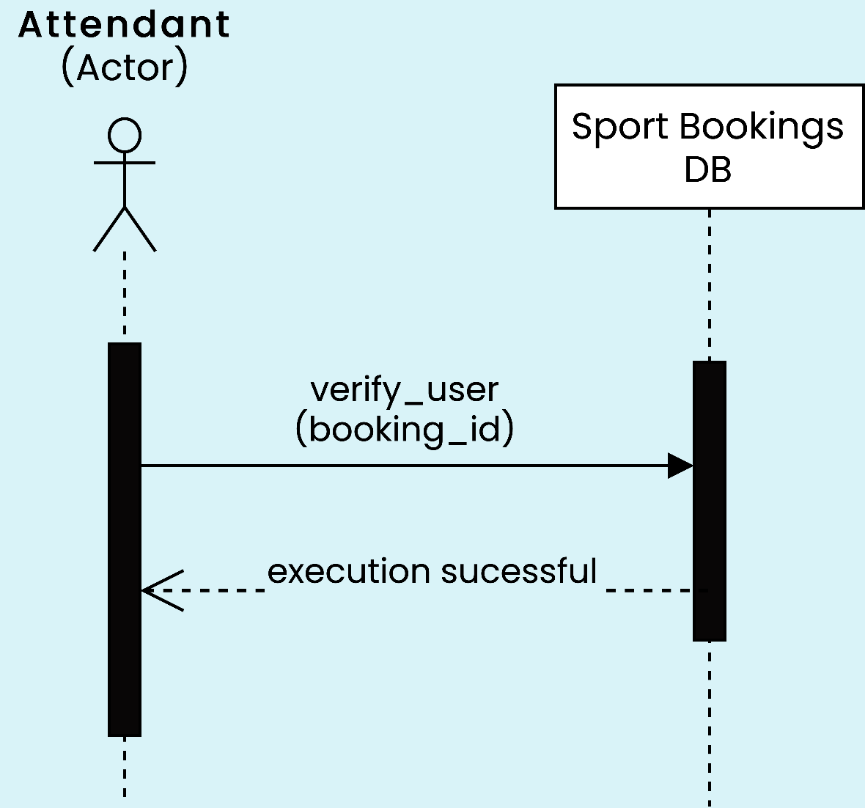 Attendant
(Actor)
Sport Bookings
DB
verify_user
(booking_id)
execution sucessful